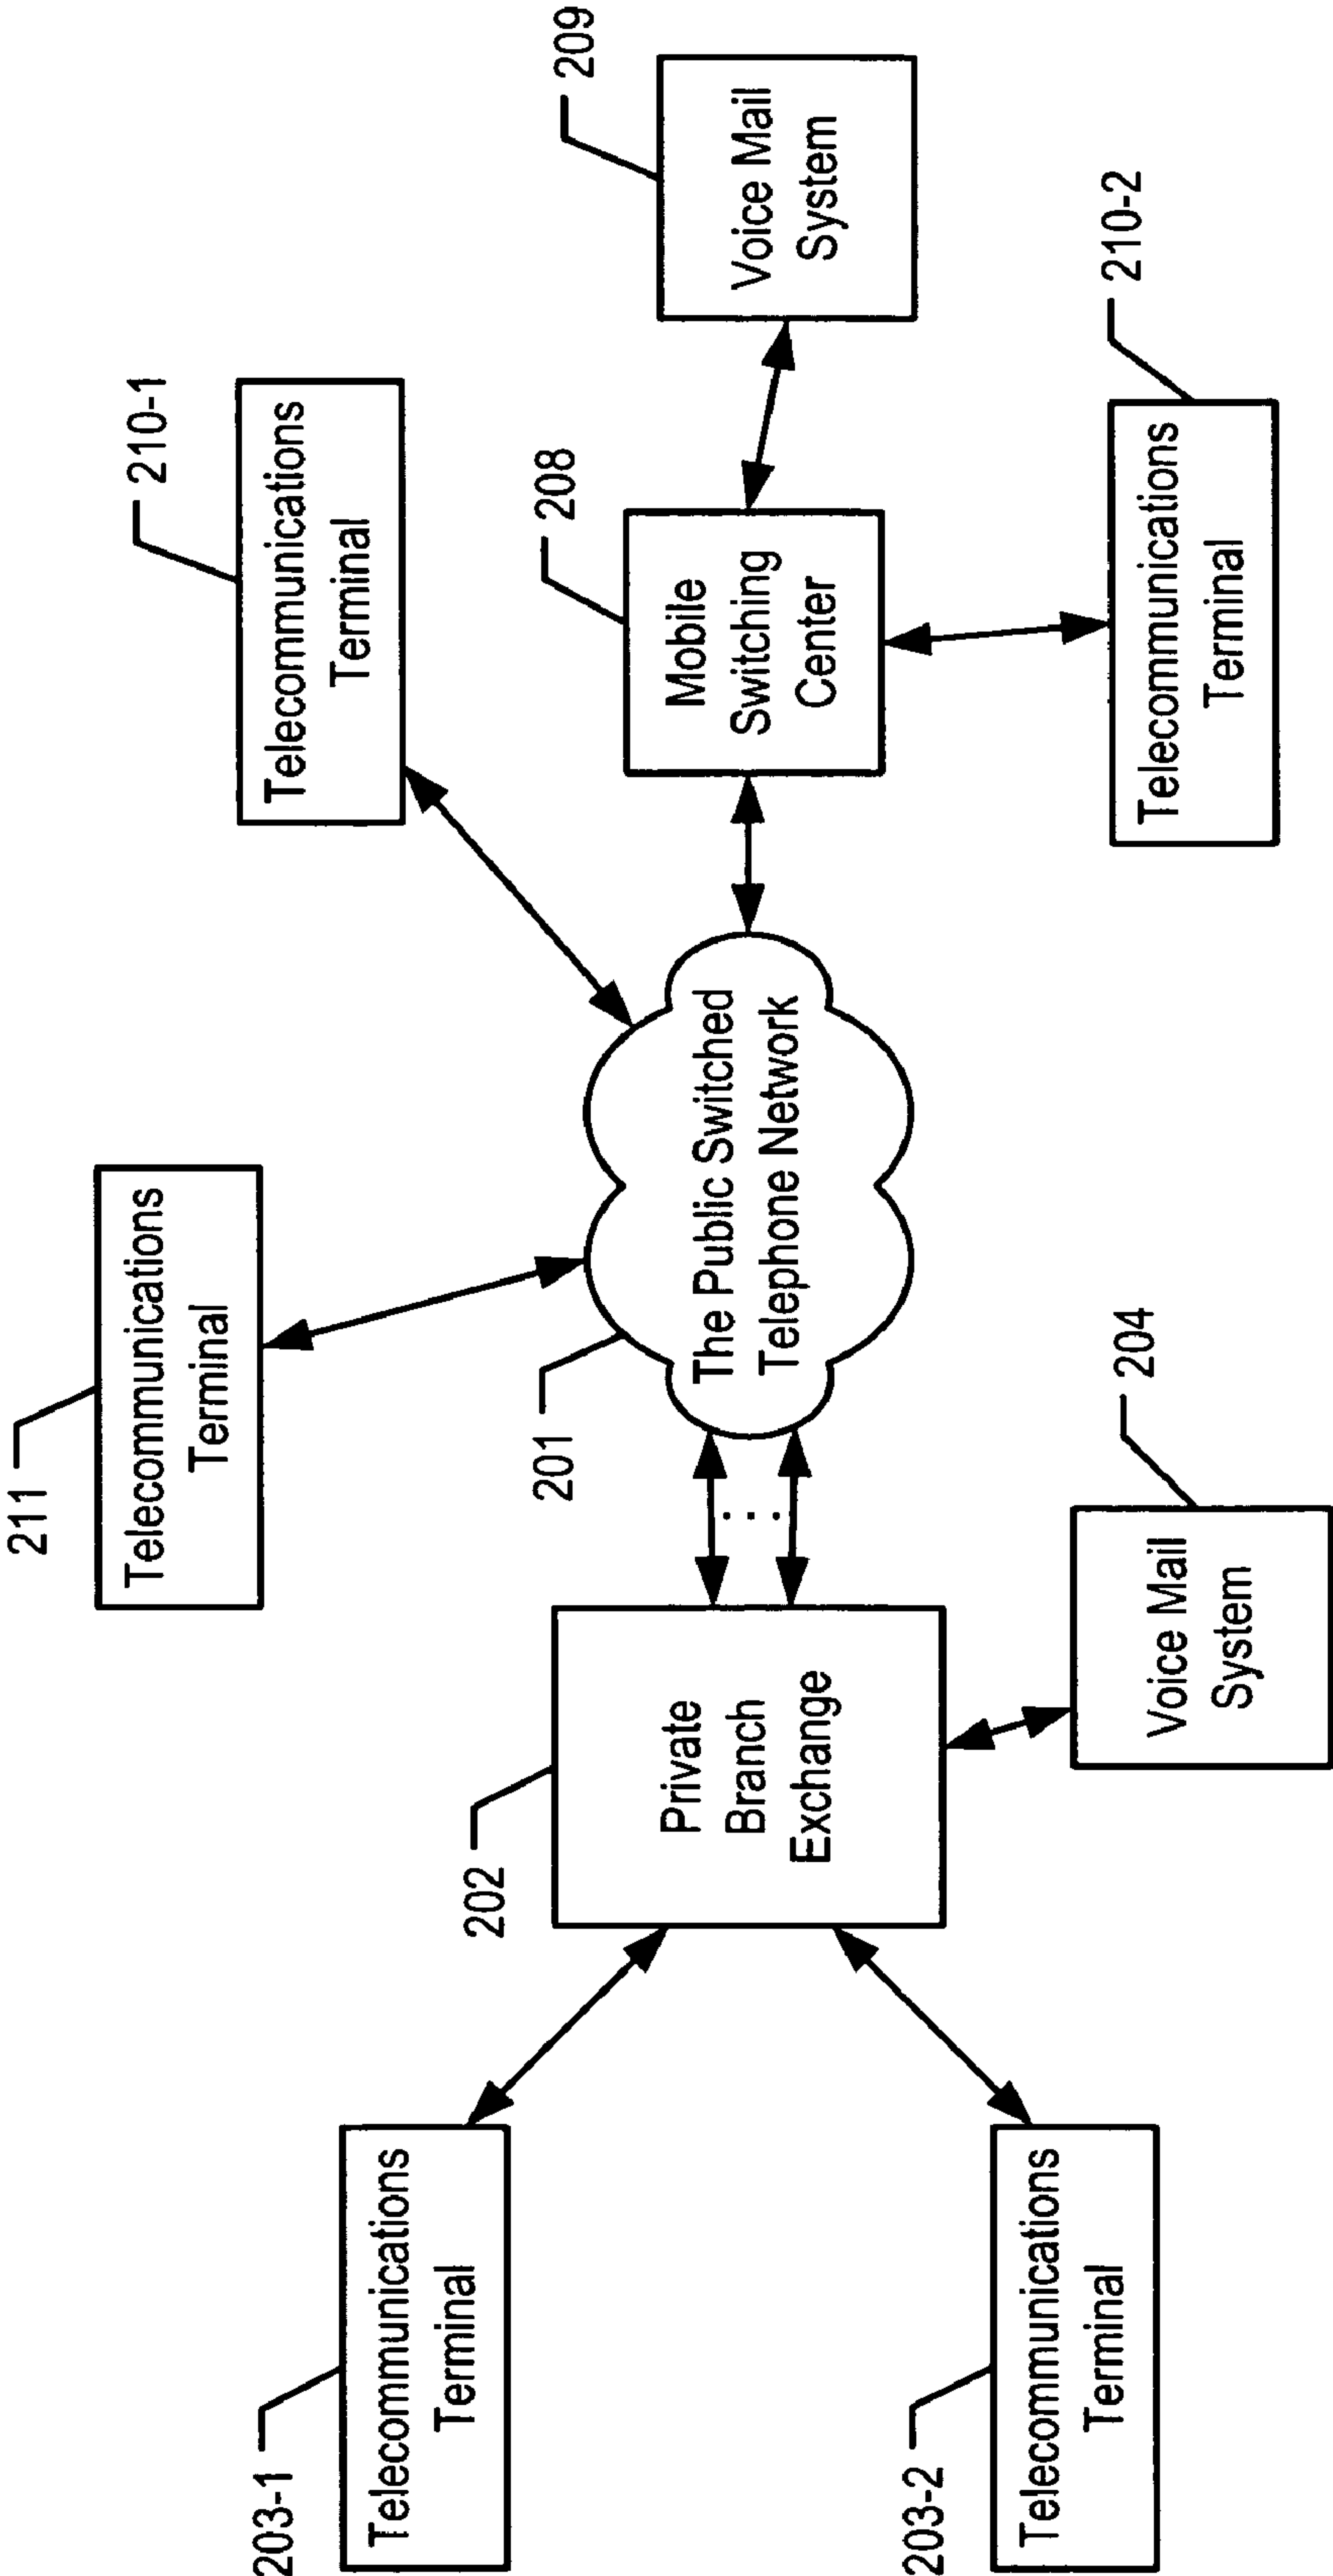 211
Telecommunications
Terminal
210-1
Telecommunications
Terminal
203-1
Telecommunications
Terminal
202
Private
Branch
Exchange
201
The Public Switched
Telephone Network
. . .
208
Mobile
Switching
Center
209
Voice Mail
System
203-2
Telecommunications
Terminal
204
Voice Mail
System
210-2
Telecommunications
Terminal